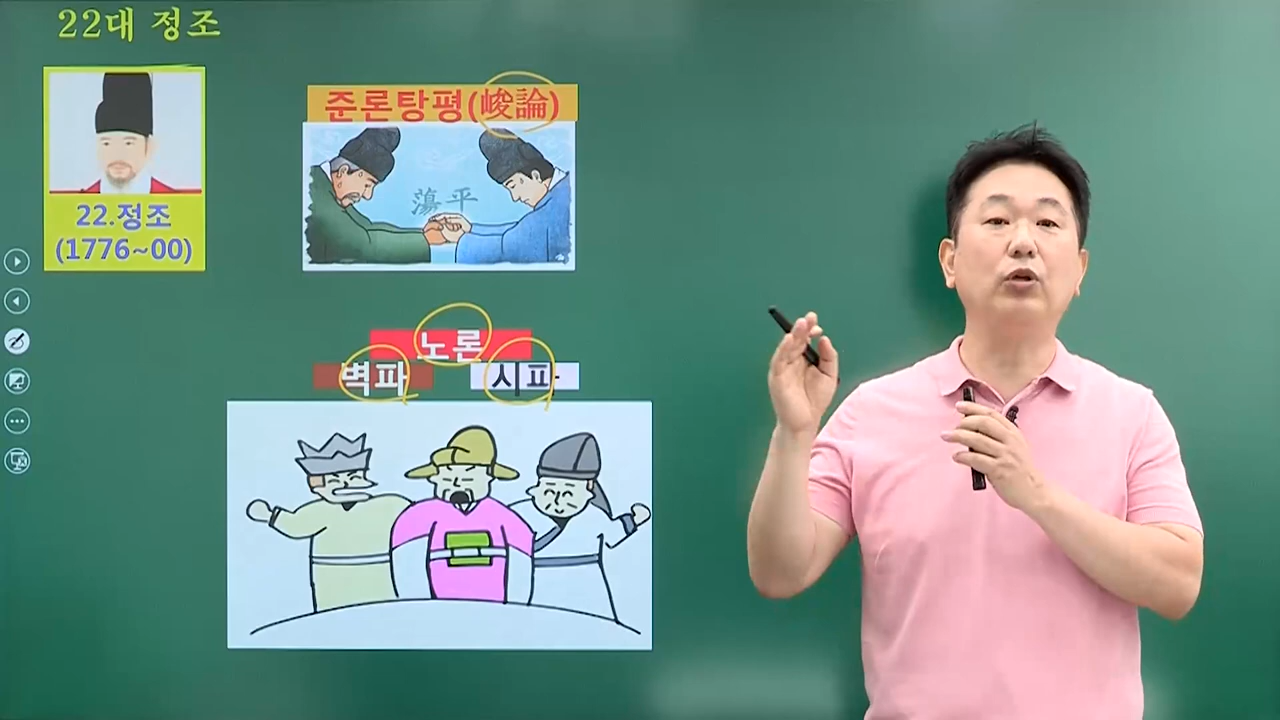 22대 정조
22.정조
(1776~00)
준론탕평(峻論)
蕩平
노론
벽파
시파